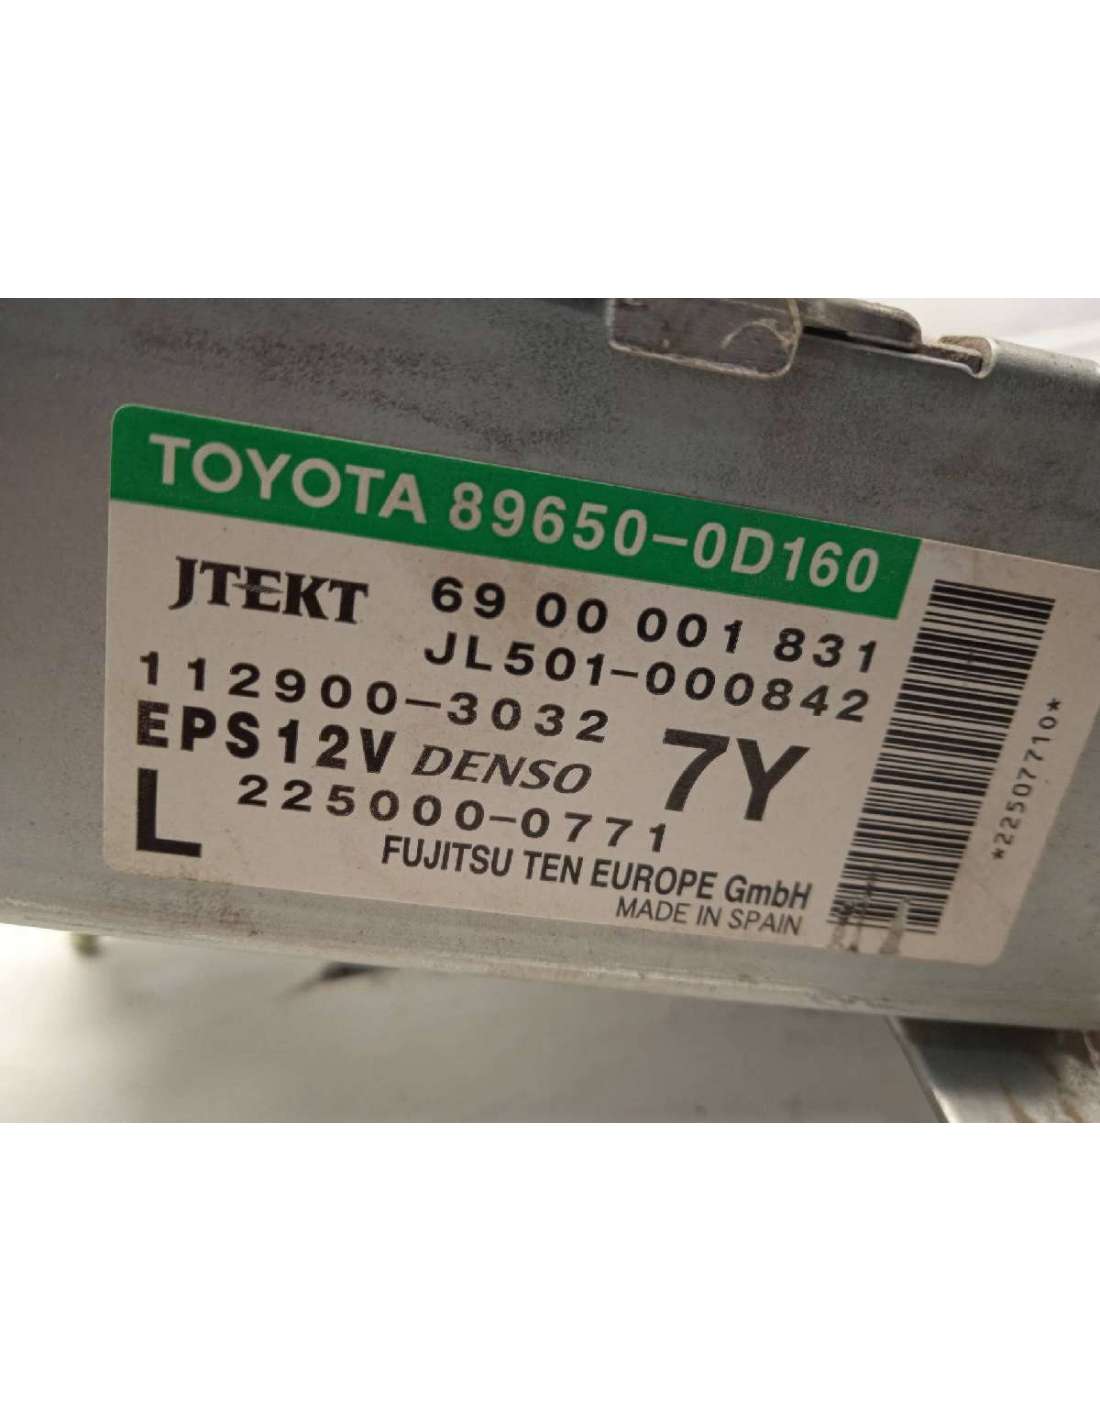 TOYOTA 89650-0D160
JTEKT 69 00 001 831
JL501-000842
112900-3032
EPS12V DENSO 7Y
L 225000-0771
FUJITSU TEN EUROPE GmbH
MADE IN SPAIN
*22507710*